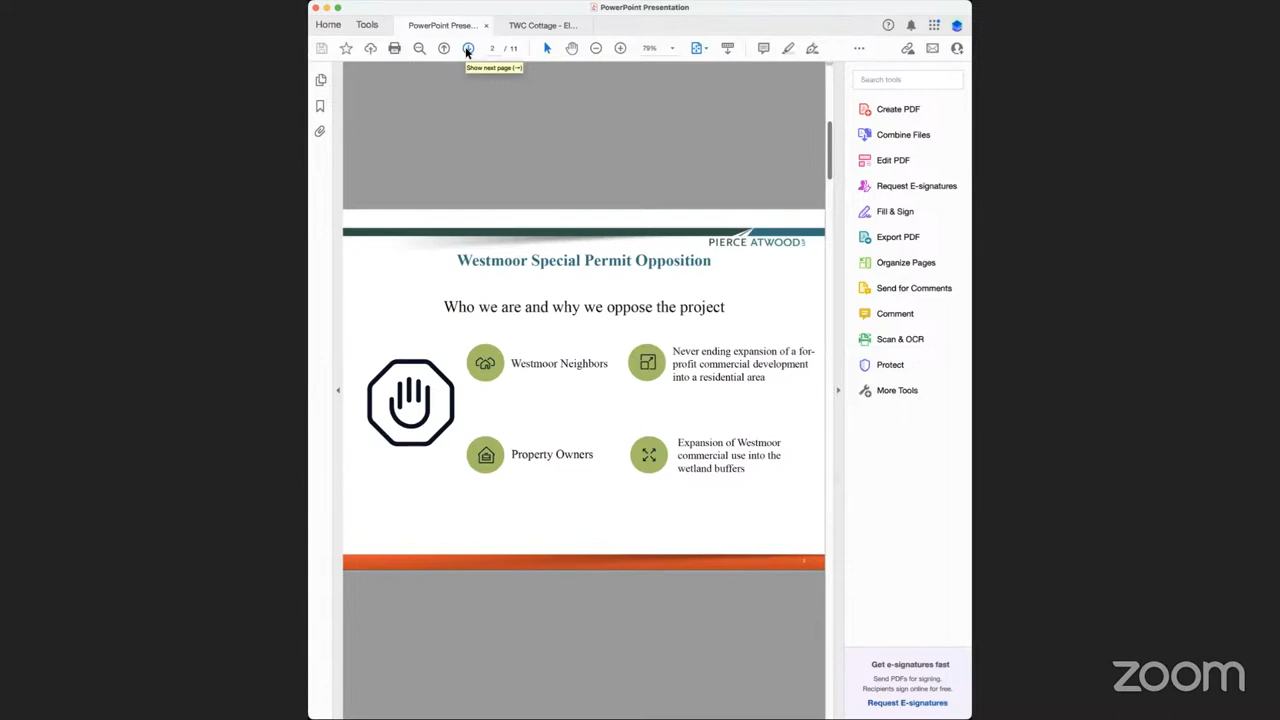 PowerPoint Presentation
Home
Tools
PowerPoint Prese...
TWC Cottage - El...
2 / 11
79%
Show next page (→)
Search tools
Create PDF
Combine Files
Edit PDF
Request E-signatures
Fill & Sign
Export PDF
Organize Pages
Send for Comments
Comment
Scan & OCR
Protect
More Tools
PIERCE ATWOOD LLP
Westmoor Special Permit Opposition
Who we are and why we oppose the project
Westmoor Neighbors
Never ending expansion of a for-
profit commercial development
into a residential area
Property Owners
Expansion of Westmoor
commercial use into the
wetland buffers
Get e-signatures fast
Send PDFs for signing.
Recipients sign online for free.
Request E-signatures
zoom